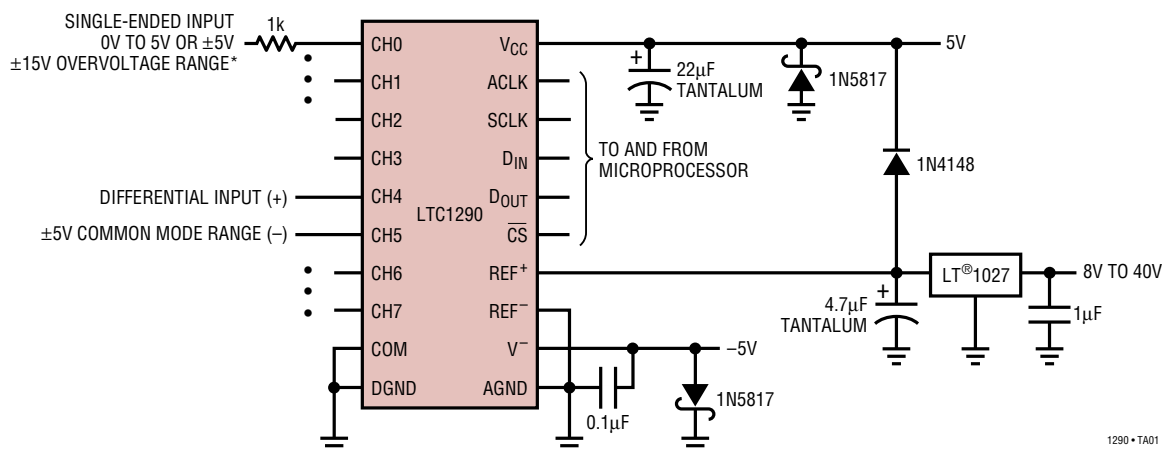 SINGLE-ENDED INPUT
0V TO 5V OR ±5V
±15V OVERVOLTAGE RANGE*
1k
CH0
CH1
CH2
CH3
CH4
CH5
CH6
CH7
COM
DGND
LTC1290
VCC
ACLK
SCLK
DIN
DOUT
C̅S̅
REF+
REF−
V−
AGND
DIFFERENTIAL INPUT (+)
±5V COMMON MODE RANGE (−)
+
22µF
TANTALUM
1N5817
5V
TO AND FROM
MICROPROCESSOR
1N4148
LT®1027
8V TO 40V
+
4.7µF
TANTALUM
1µF
−5V
0.1µF
1N5817
1290 • TA01